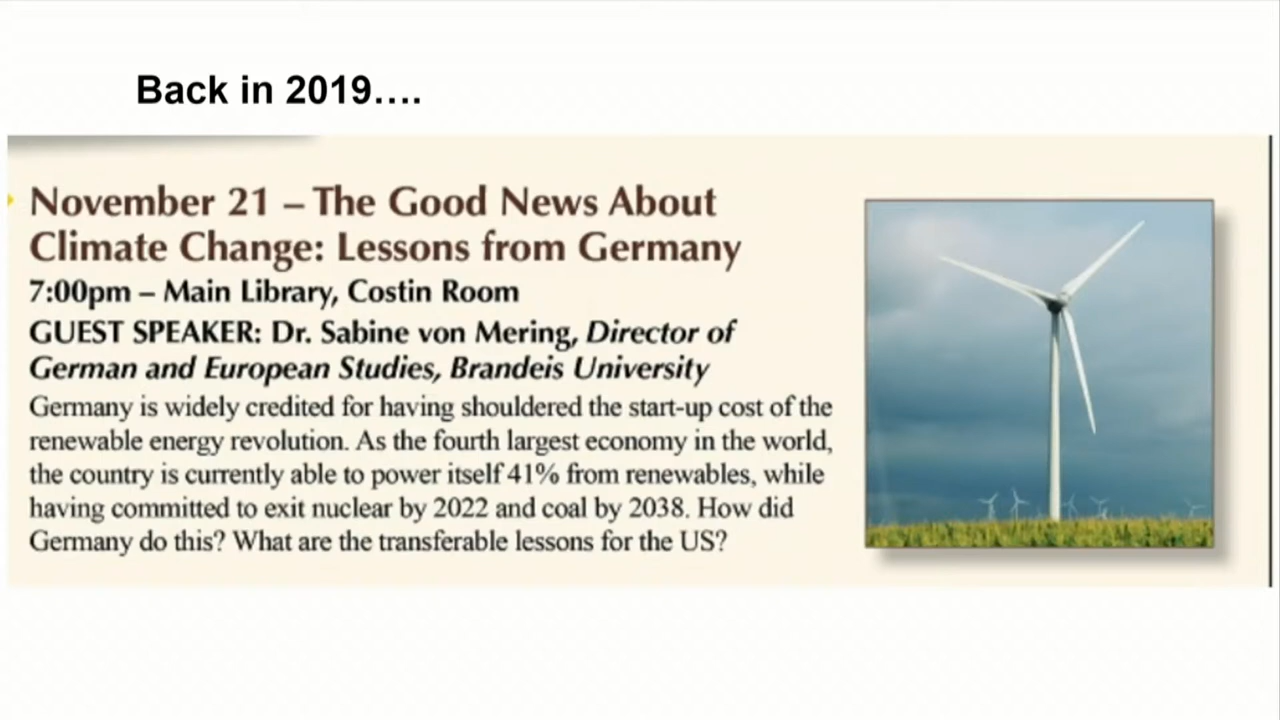 Back in 2019....
November 21 – The Good News About
Climate Change: Lessons from Germany
7:00pm – Main Library, Costin Room
GUEST SPEAKER: Dr. Sabine von Mering, Director of
German and European Studies, Brandeis University
Germany is widely credited for having shouldered the start-up cost of the
renewable energy revolution. As the fourth largest economy in the world,
the country is currently able to power itself 41% from renewables, while
having committed to exit nuclear by 2022 and coal by 2038. How did
Germany do this? What are the transferable lessons for the US?